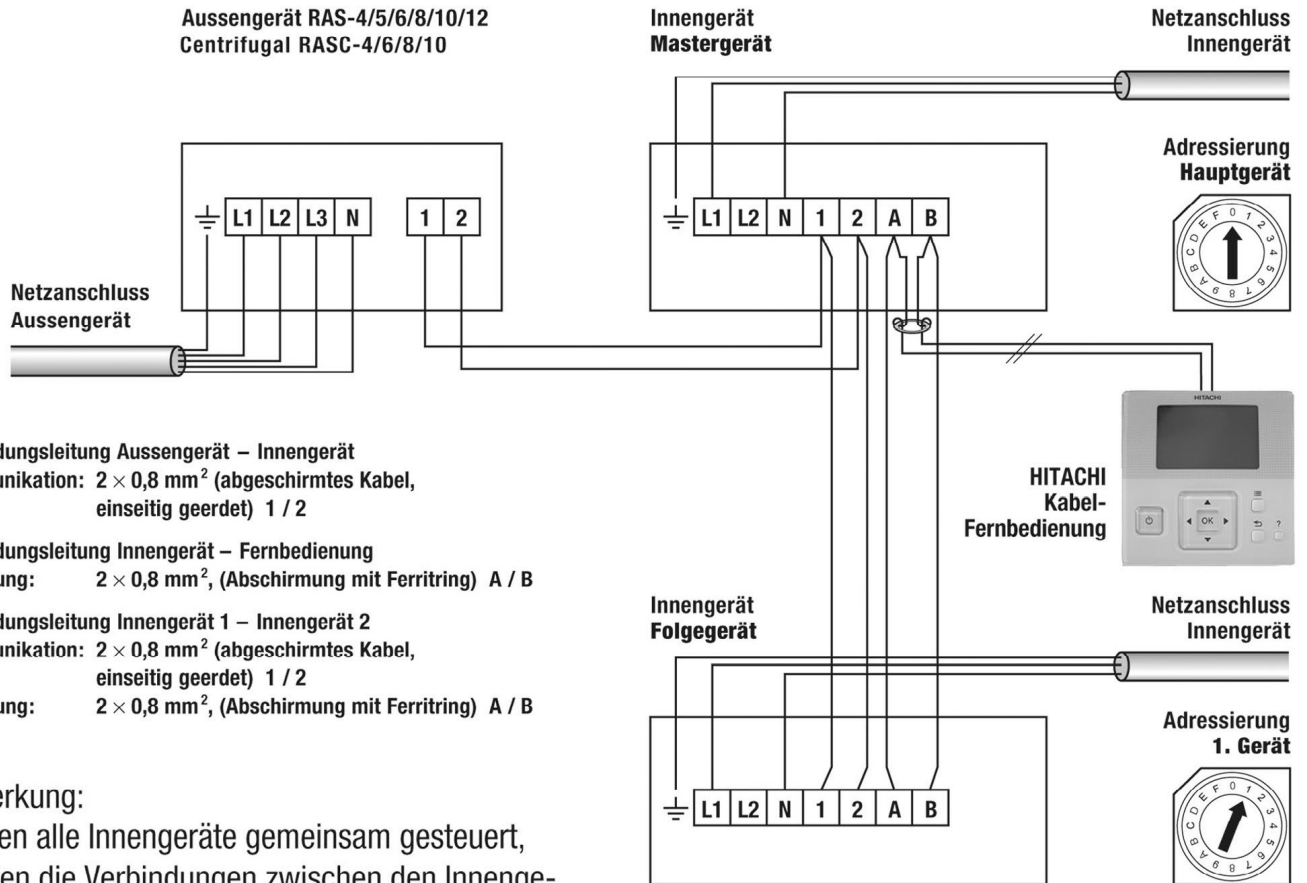 Aussengerät RAS-4/5/6/8/10/12
Centrifugal RASC-4/6/8/10
Innengerät
Mastergerät
Netzanschluss
Innengerät
Adressierung
Hauptgerät
0 1 2 3 4 5 6 7 8 9 A B C D E F
L1 L2 L3 N 1 2
L1 L2 N 1 2 A B
Netzanschluss
Aussengerät
HITACHI
OK
?
HITACHI
Kabel-
Fernbedienung
dungsleitung Aussengerät – Innengerät
unikation: 2 × 0,8 mm² (abgeschirmtes Kabel,
einseitig geerdet) 1 / 2
dungsleitung Innengerät – Fernbedienung
ung: 2 × 0,8 mm², (Abschirmung mit Ferritring) A / B
dungsleitung Innengerät 1 – Innengerät 2
unikation: 2 × 0,8 mm² (abgeschirmtes Kabel,
einseitig geerdet) 1 / 2
ung: 2 × 0,8 mm², (Abschirmung mit Ferritring) A / B
Innengerät
Folgegerät
Netzanschluss
Innengerät
Adressierung
1. Gerät
0 1 2 3 4 5 6 7 8 9 A B C D E F
L1 L2 N 1 2 A B
erkung:
en alle Innengeräte gemeinsam gesteuert,
en die Verbindungen zwischen den Innenge-